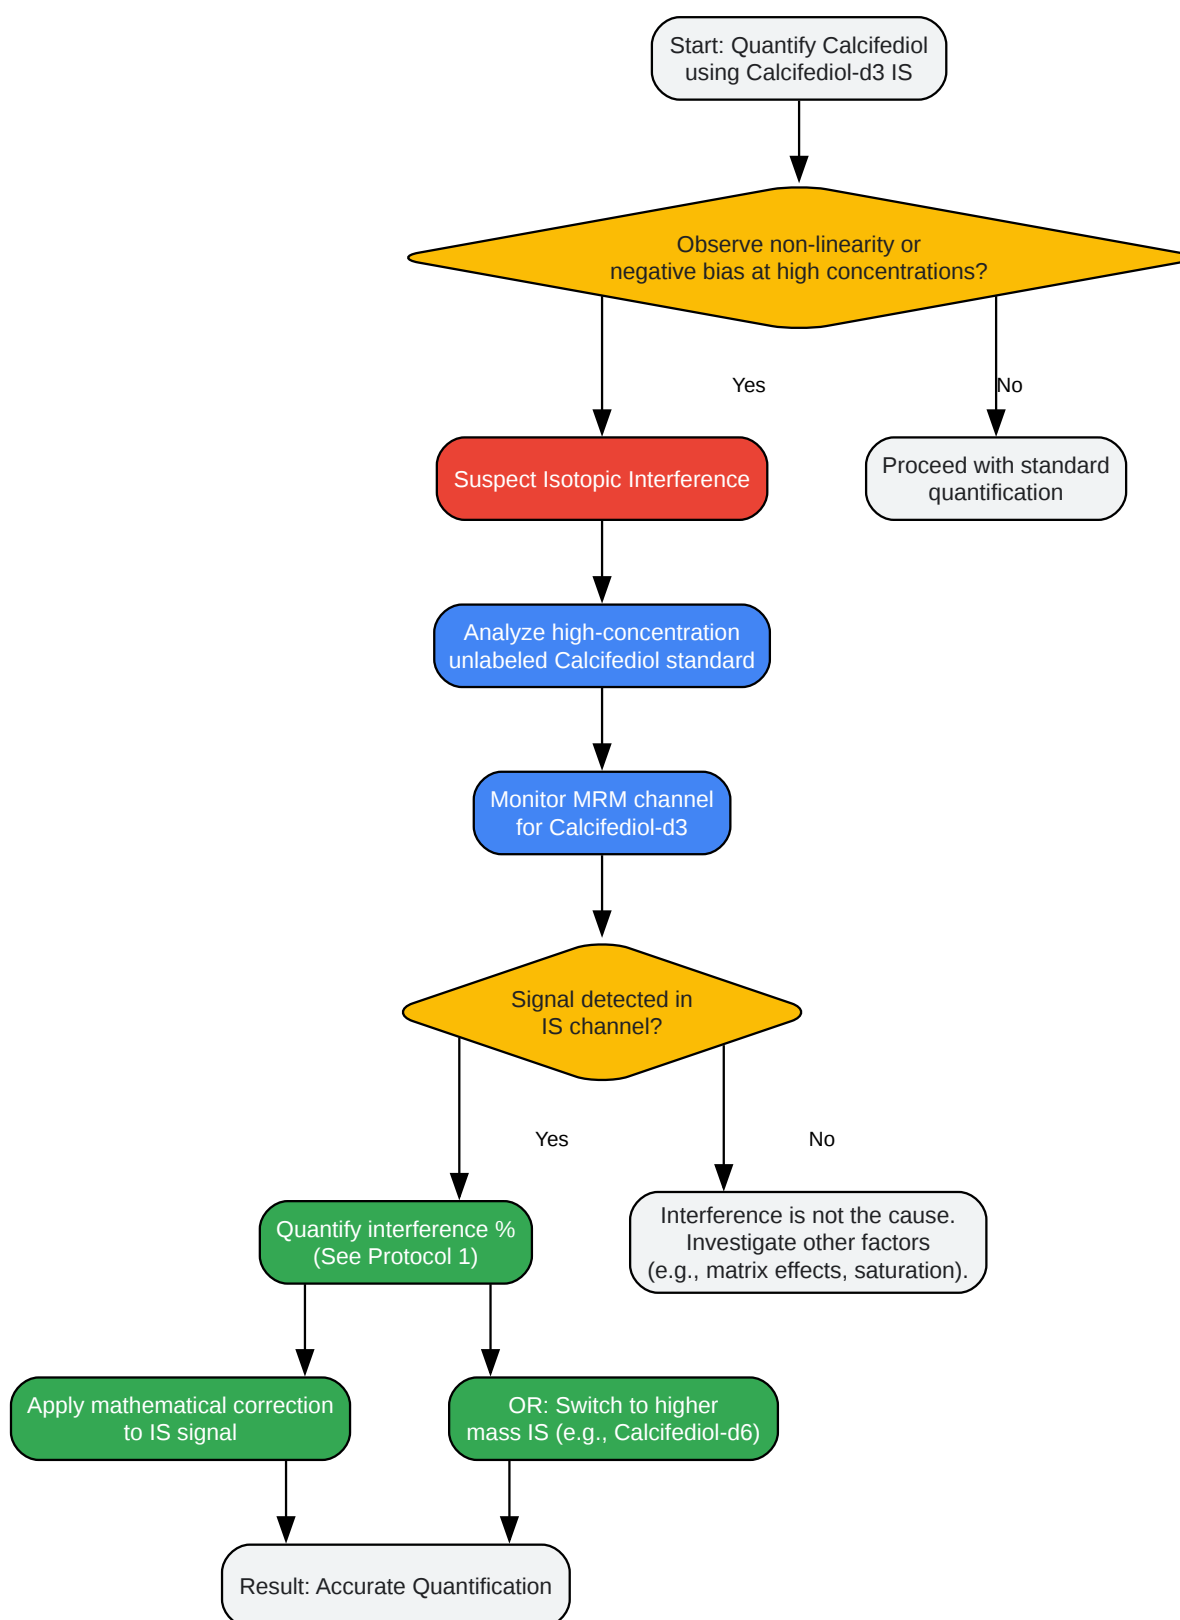 Start: Quantify Calcifediol
using Calcifediol-d3 IS
Observe non-linearity or
negative bias at high concentrations?
Yes
No
Suspect Isotopic Interference
Proceed with standard
quantification
Analyze high-concentration
unlabeled Calcifediol standard
Monitor MRM channel
for Calcifediol-d3
Signal detected in
IS channel?
Yes
No
Quantify interference %
(See Protocol 1)
Interference is not the cause.
Investigate other factors
(e.g., matrix effects, saturation).
Apply mathematical correction
to IS signal
OR: Switch to higher
mass IS (e.g., Calcifediol-d6)
Result: Accurate Quantification